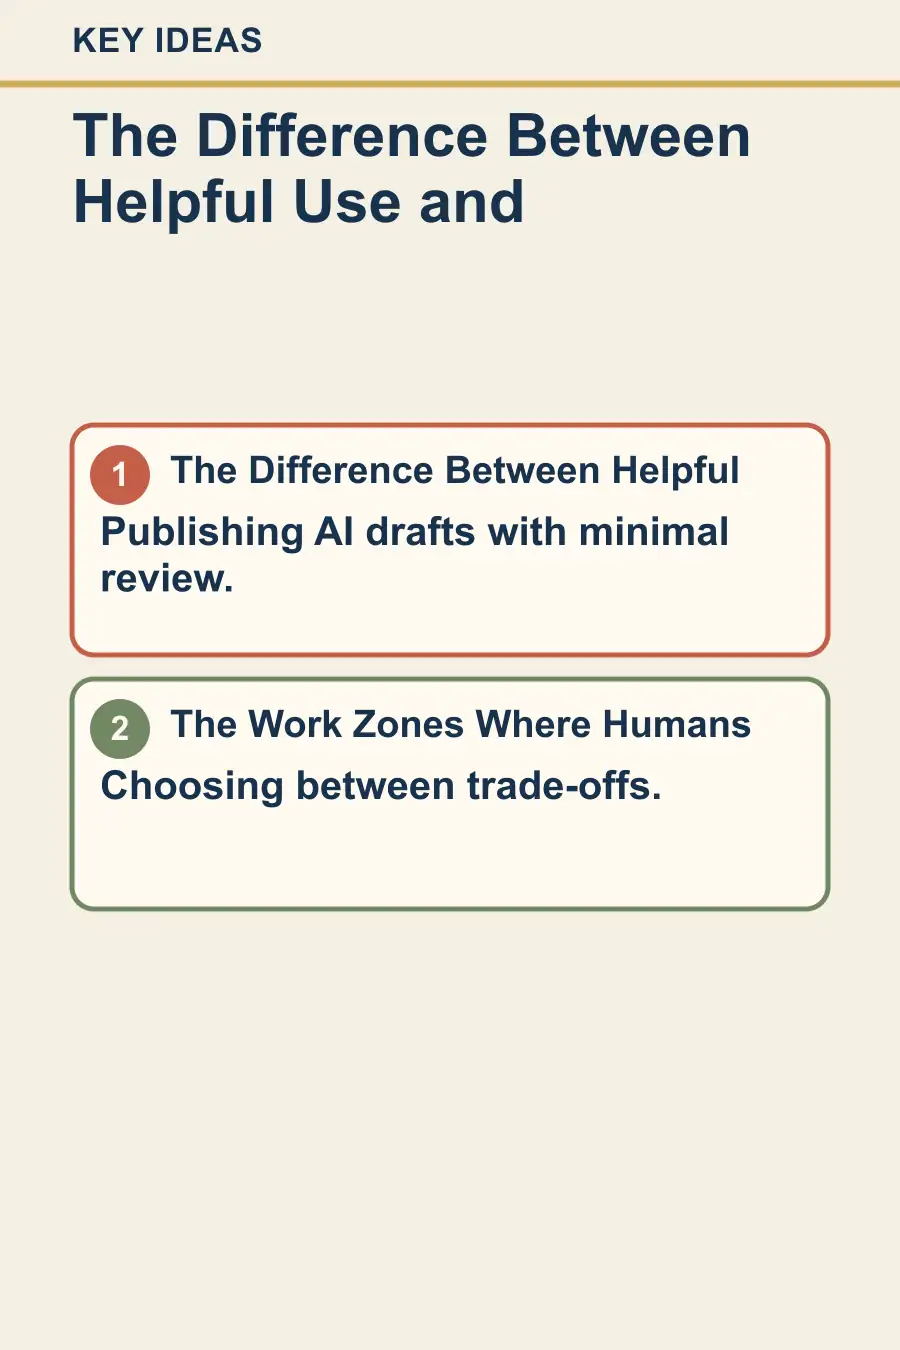 KEY IDEAS
The Difference Between
Helpful Use and
1 The Difference Between Helpful
Publishing AI drafts with minimal
review.
2 The Work Zones Where Humans
Choosing between trade-offs.